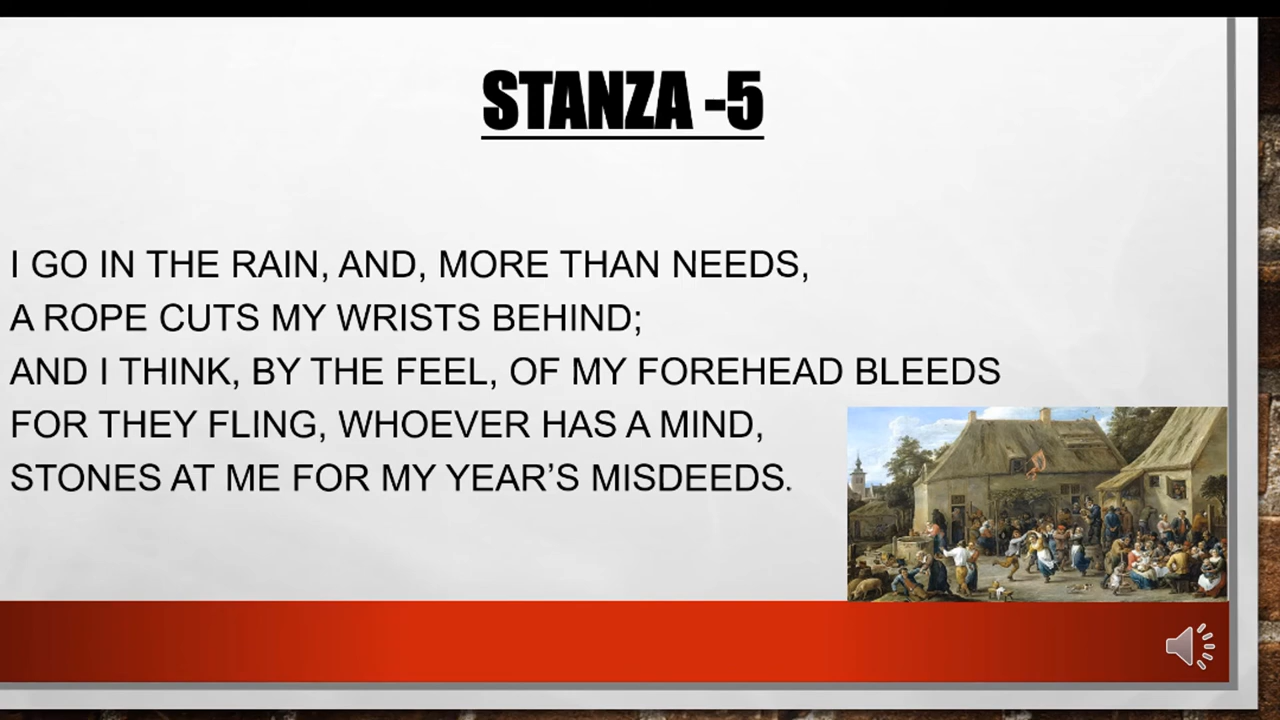 STANZA -5
I GO IN THE RAIN, AND, MORE THAN NEEDS,
A ROPE CUTS MY WRISTS BEHIND;
AND I THINK, BY THE FEEL, OF MY FOREHEAD BLEEDS
FOR THEY FLING, WHOEVER HAS A MIND,
STONES AT ME FOR MY YEAR’S MISDEEDS.